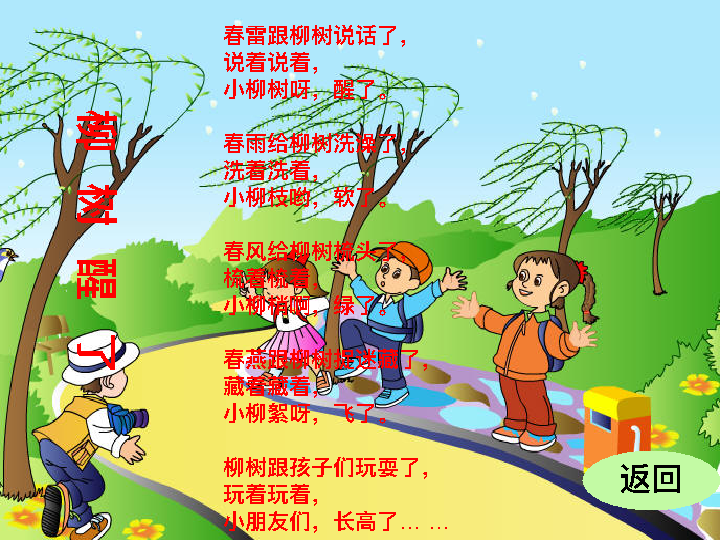 柳树醒了
春雷跟柳树说话了，
说着说着，
小柳树呀，醒了。
春雨给柳树洗澡了，
洗着洗着，
小柳枝哟，软了。
春风给柳树梳头了，
梳着梳着，
小柳梢啊，绿了。
春燕跟柳树捉迷藏了，
藏着藏着，
小柳絮呀，飞了。
柳树跟孩子们玩耍了，
玩着玩着，
小朋友们，长高了… …
返回